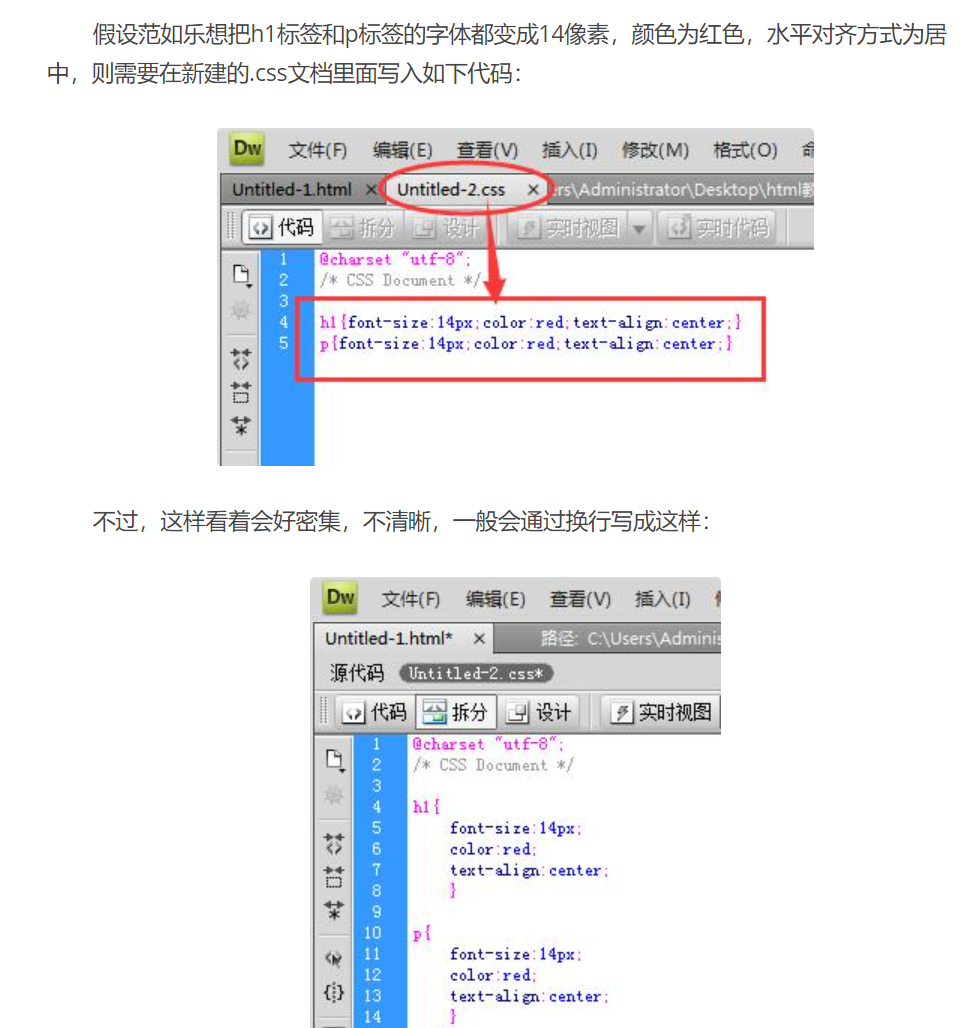 假设范如乐想把h1标签和p标签的字体都变成14像素，颜色为红色，水平对齐方式为居
中，则需要在新建的.css文档里面写入如下代码：
Dw 文件(F) 编辑(E) 查看(V) 插入(I) 修改(M) 格式(O)
Untitled-1.html × Untitled-2.css × ers\Administrator\Desktop\html教
代码 拆分 设计 实时视图 实时代码
1 @charset "utf-8";
2 /* CSS Document */
3
4 h1{font-size:14px;color:red;text-align:center;}
5 p{font-size:14px;color:red;text-align:center;}
不过，这样看着会好密集，不清晰，一般会通过换行写成这样：
Dw 文件(F) 编辑(E) 查看(V) 插入(I)
Untitled-1.html* × 路径: C:\Users\Adminis
源代码 Untitled-2.css*
代码 拆分 设计 实时视图
1 @charset "utf-8";
2 /* CSS Document */
3
4 h1{
5 font-size:14px;
6 color:red;
7 text-align:center;
8 }
9
10 p{
11 font-size:14px;
12 color:red;
13 text-align:center;
14 }